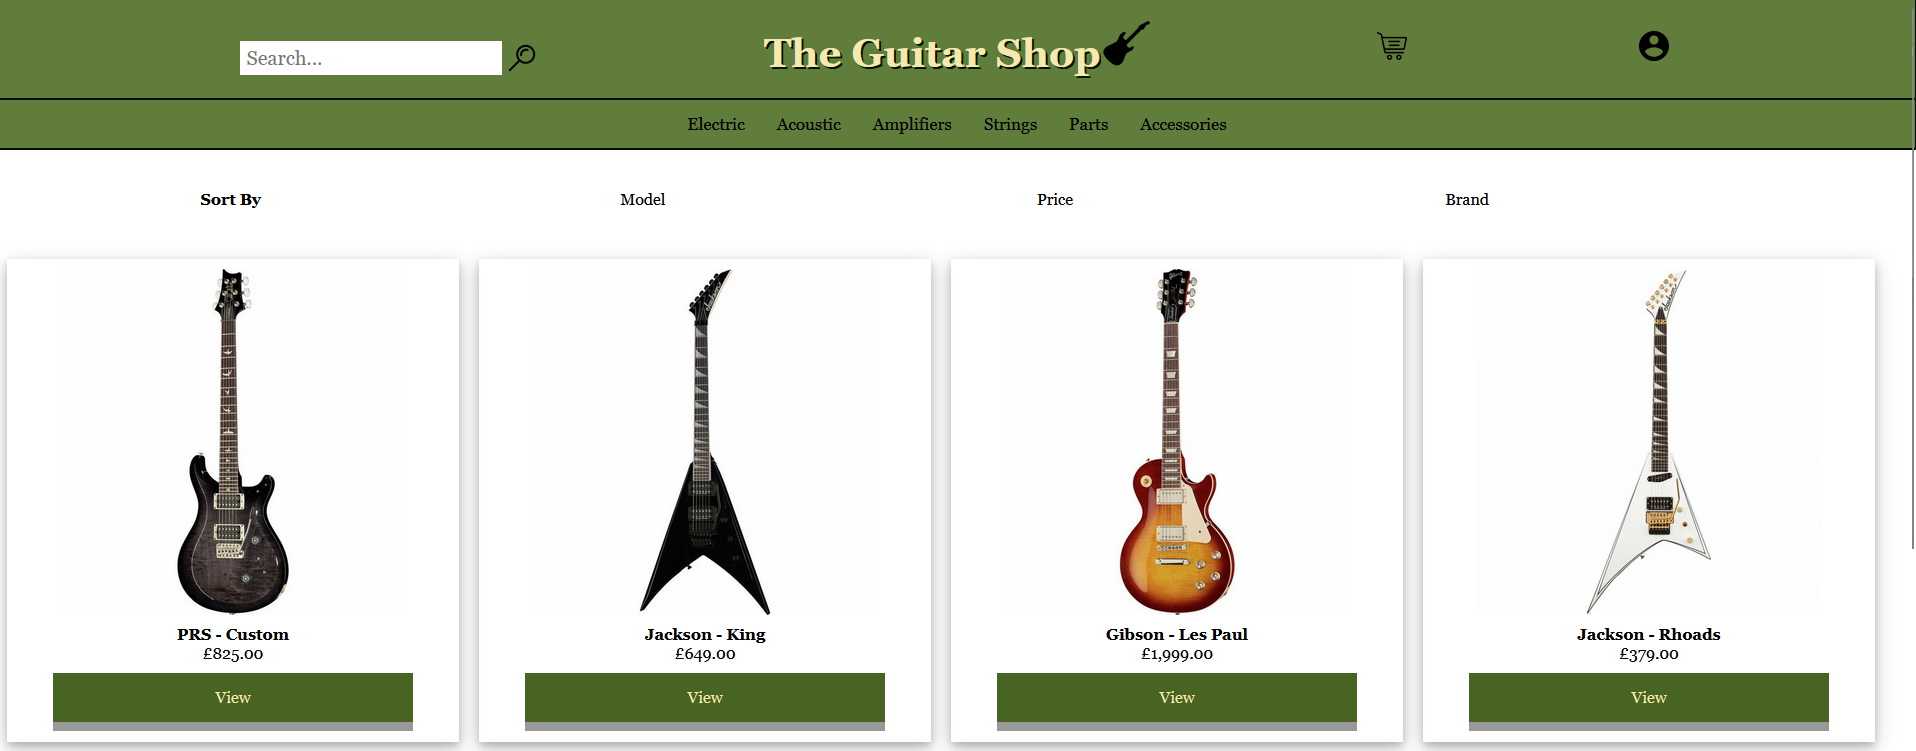 Search...
The Guitar Shop
Electric Acoustic Amplifiers Strings Parts Accessories
Sort By Model Price Brand
PRS - Custom
£825.00
View
Jackson - King
£649.00
View
Gibson - Les Paul
£1,999.00
View
Jackson - Rhoads
£379.00
View